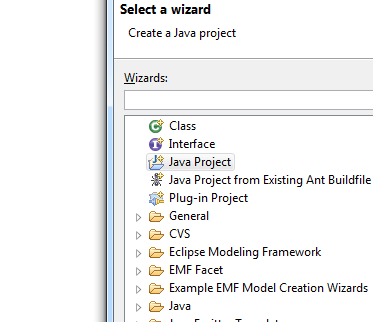 Select a wizard
Create a Java project
Wizards:
Class
Interface
Java Project
Java Project from Existing Ant Buildfile
Plug-in Project
General
CVS
Eclipse Modeling Framework
EMF Facet
Example EMF Model Creation Wizards
Java